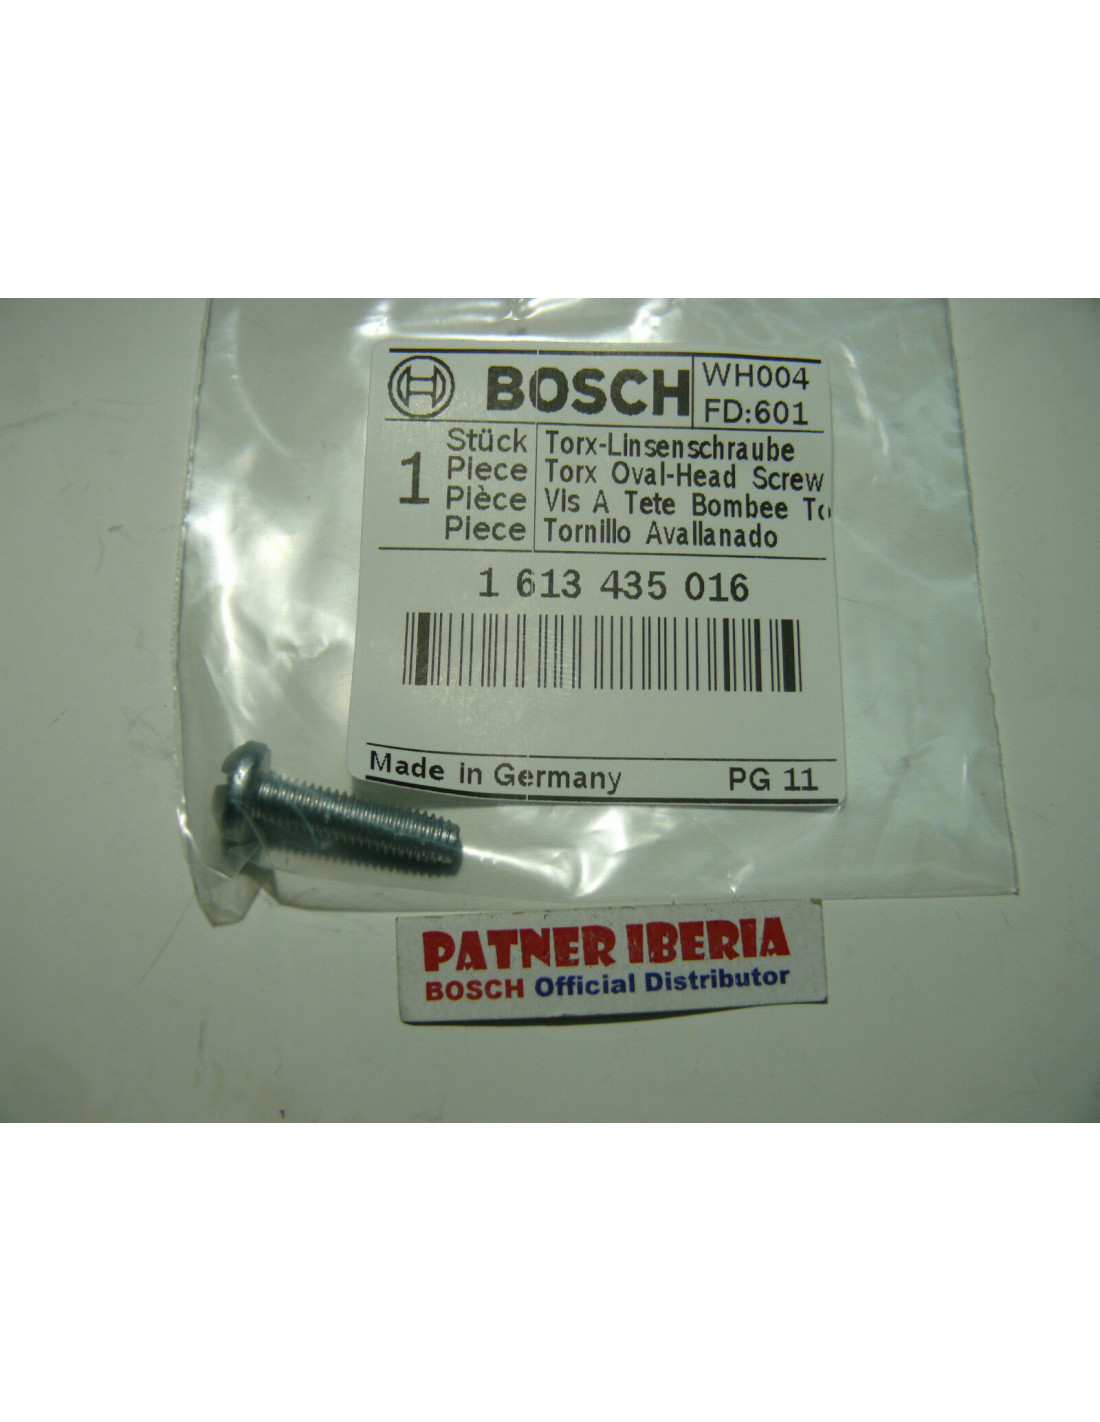 BOSCH
WH004
FD:601
1
Stück Torx-Linsenschraube
Piece Torx Oval-Head Screw
Pièce Vis A Tete Bombee
Piece Tornillo Avallanado
1 613 435 016
Made in Germany PG 11
PATNER IBERIA
BOSCH Official Distributor